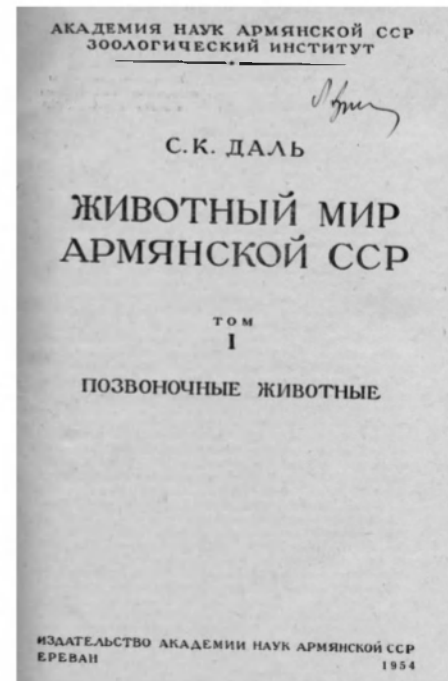 АКАДЕМИЯ НАУК АРМЯНСКОЙ ССР
ЗООЛОГИЧЕСКИЙ ИНСТИТУТ
С. К. ДАЛЬ
ЖИВОТНЫЙ МИР
АРМЯНСКОЙ ССР
ТОМ
I
ПОЗВОНОЧНЫЕ ЖИВОТНЫЕ
ИЗДАТЕЛЬСТВО АКАДЕМИИ НАУК АРМЯНСКОЙ ССР
ЕРЕВАН 1954